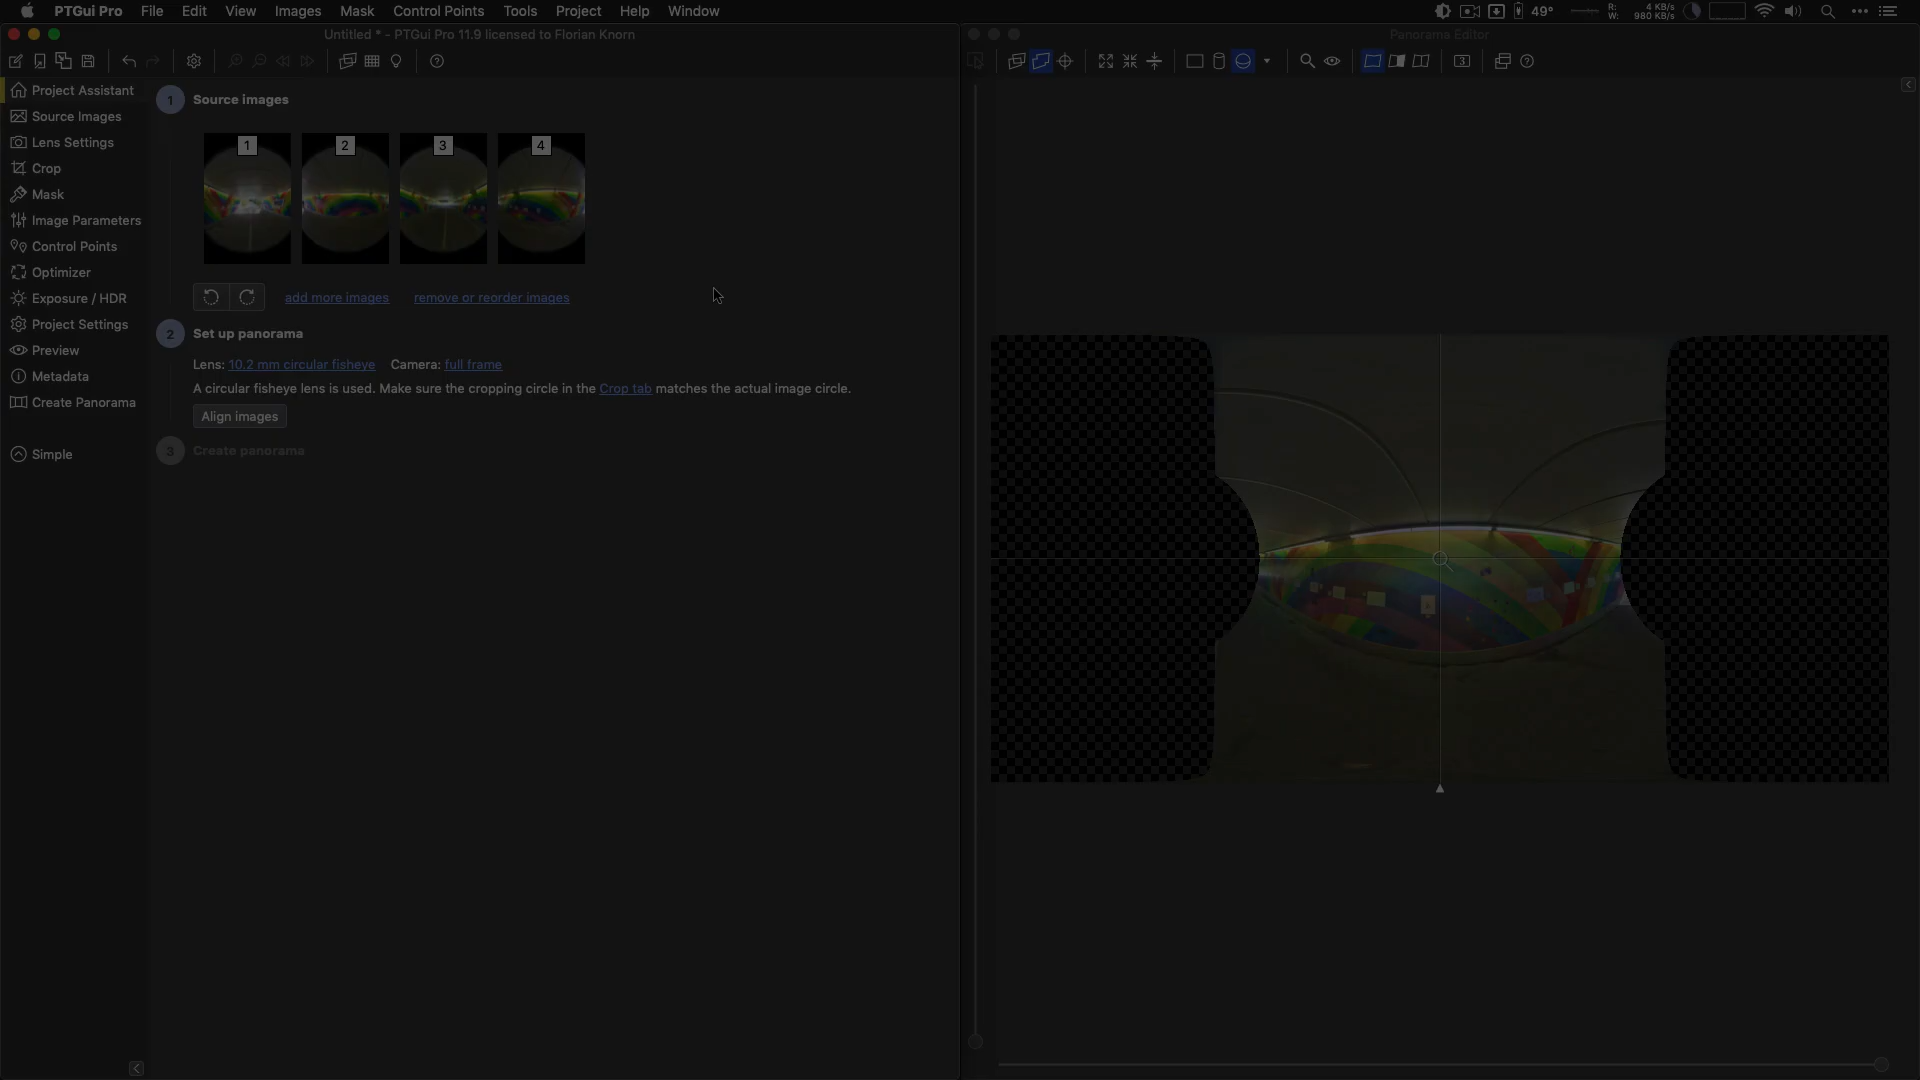 PTGui Pro File Edit View Images Mask Control Points Tools Project Help Window 49° R: 4 KB/s W: 980 KB/s
Untitled * - PTGui Pro 11.9 licensed to Florian Knorn
Panorama Editor
3
Project Assistant
Source Images
Lens Settings
Crop
Mask
Image Parameters
Control Points
Optimizer
Exposure / HDR
Project Settings
Preview
Metadata
Create Panorama
Simple
1 Source images
1 2 3 4
add more images remove or reorder images
2 Set up panorama
Lens: 10.2 mm circular fisheye Camera: full frame
A circular fisheye lens is used. Make sure the cropping circle in the Crop tab matches the actual image circle.
Align images
3 Create panorama